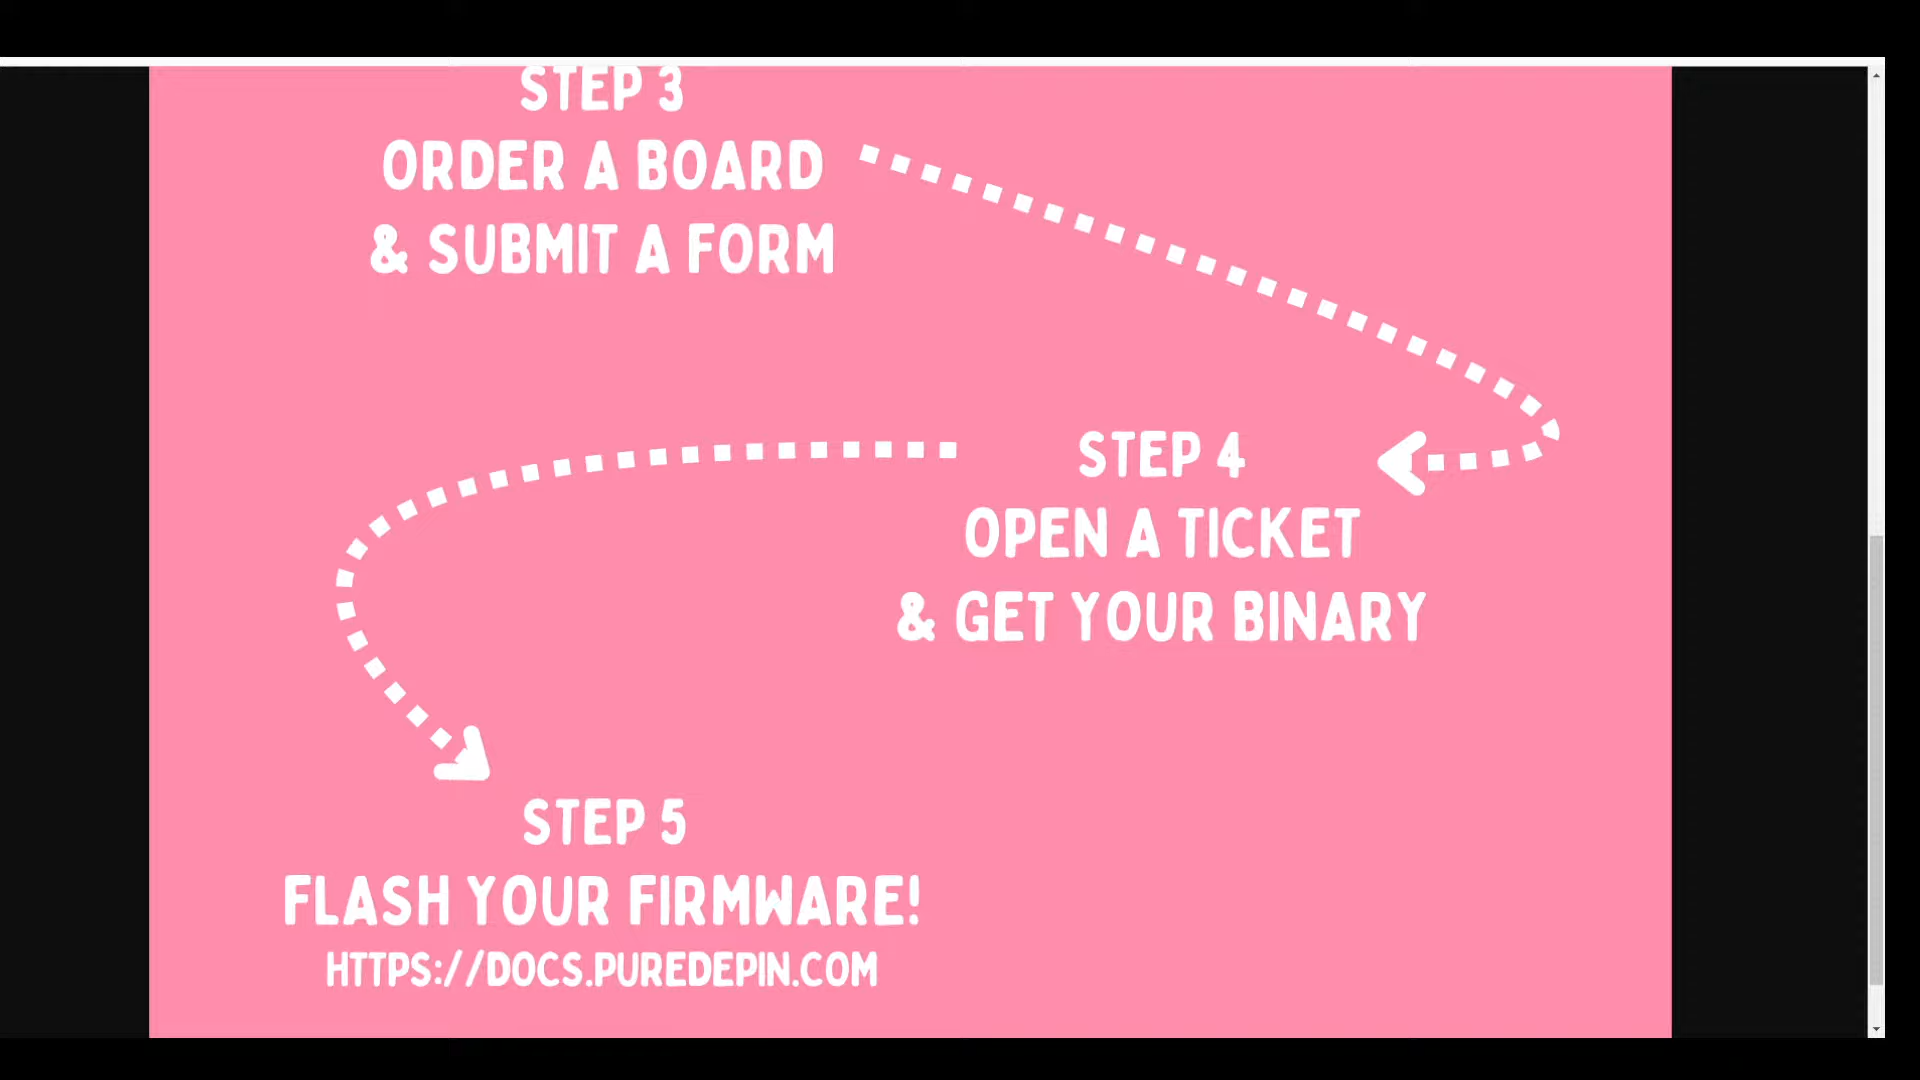 STEP 3
ORDER A BOARD
& SUBMIT A FORM
STEP 4
OPEN A TICKET
& GET YOUR BINARY
STEP 5
FLASH YOUR FIRMWARE!
HTTPS://DOCS.PUREDEPIN.COM